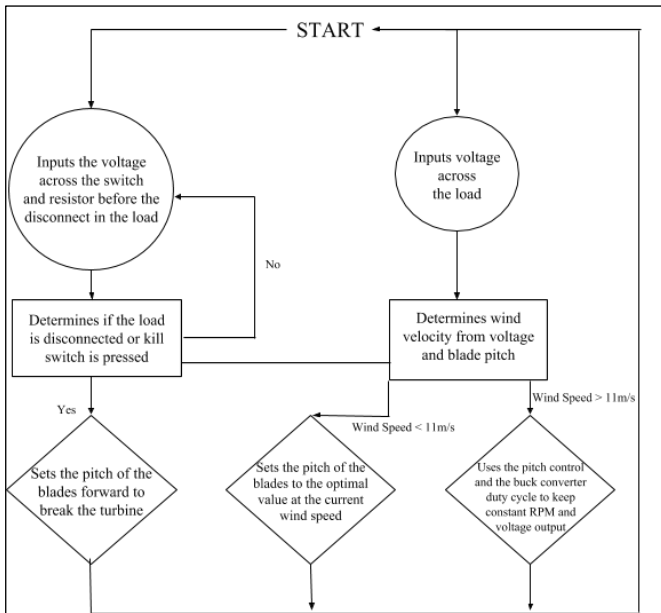 START
Inputs the voltage
across the switch
and resistor before the
disconnect in the load
Inputs voltage
across
the load
No
Determines if the load
is disconnected or kill
switch is pressed
Determines wind
velocity from voltage
and blade pitch
Yes
Wind Speed < 11m/s
Wind Speed > 11m/s
Sets the pitch of the
blades forward to
break the turbine
Sets the pitch of the
blades to the optimal
value at the current
wind speed
Uses the pitch control
and the buck converter
duty cycle to keep
constant RPM and
voltage output